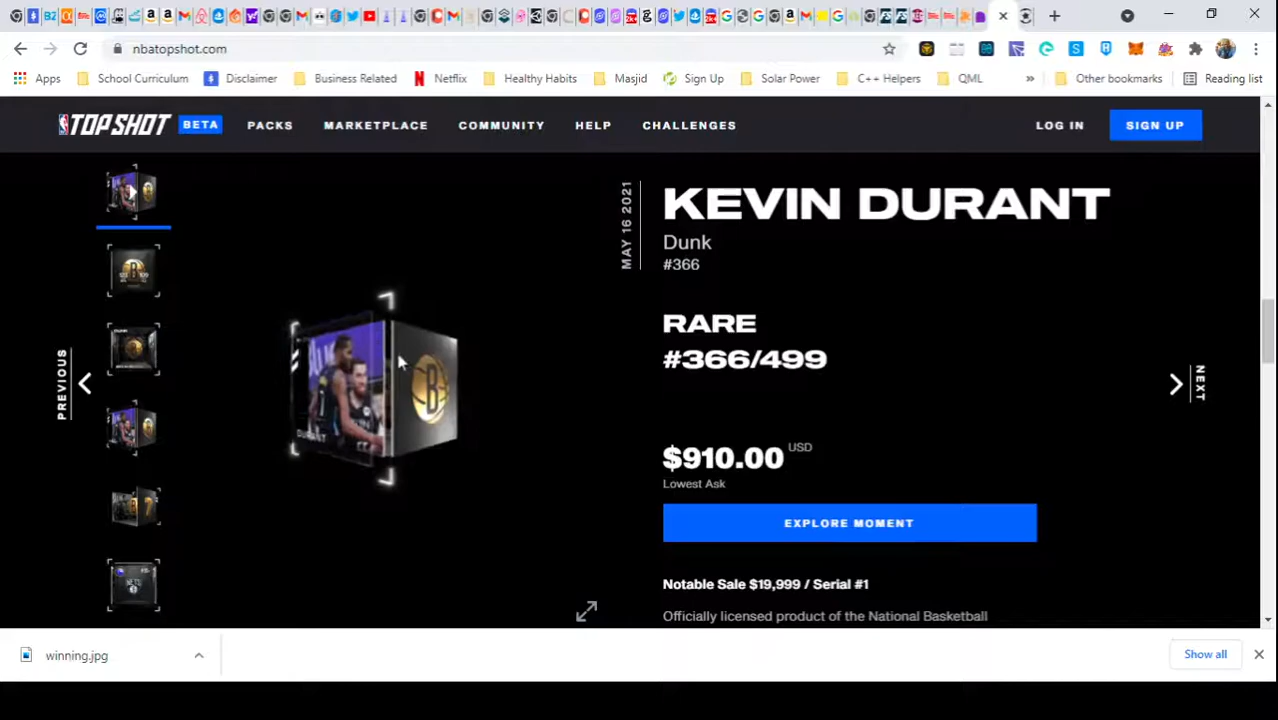 nbatopshot.com
Apps
School Curriculum
Disclaimer
Business Related
Netflix
Healthy Habits
Masjid
Sign Up
Solar Power
C++ Helpers
QML
»
Other bookmarks
Reading list
TOP SHOT BETA
PACKS
MARKETPLACE
COMMUNITY
HELP
CHALLENGES
LOG IN
SIGN UP
MAY 16 2021
KEVIN DURANT
Dunk
#366
RARE
#366/499
PREVIOUS
NEXT
DURANT
B
$910.00 USD
Lowest Ask
EXPLORE MOMENT
Notable Sale $19,999 / Serial #1
Officially licensed product of the National Basketball
winning.jpg
Show all